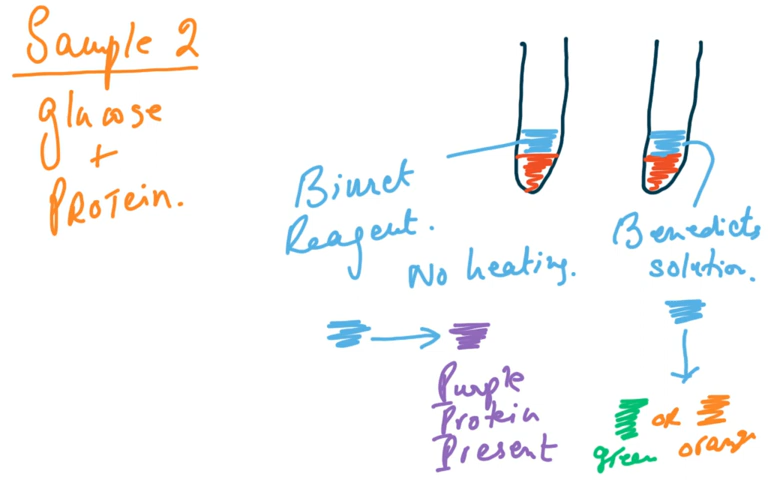 Sample 2
glucose
+
PROTEIN.
Biuret
Reagent.
No heating.
Purple
Protein
Present
Benedicts
solution.
green or orange